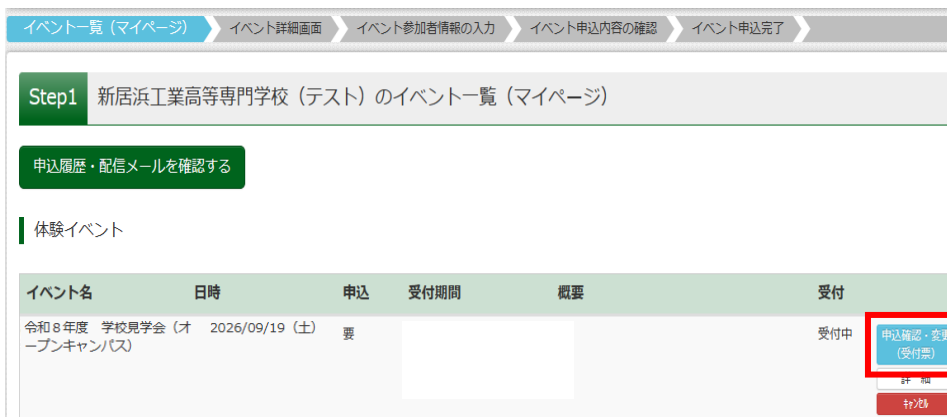 イベント一覧（マイページ） イベント詳細画面 イベント参加者情報の入力 イベント申込内容の確認 イベント申込完了
Step1 新居浜工業高等専門学校（テスト）のイベント一覧（マイページ）
申込履歴・配信メールを確認する
体験イベント
イベント名 日時 申込 受付期間 概要 受付
令和８年度 学校見学会（オ 2026/09/19（土） 要 受付中 申込確認・変更
ープンキャンパス） （受付票）
詳 細
ｷｬﾝｾﾙ